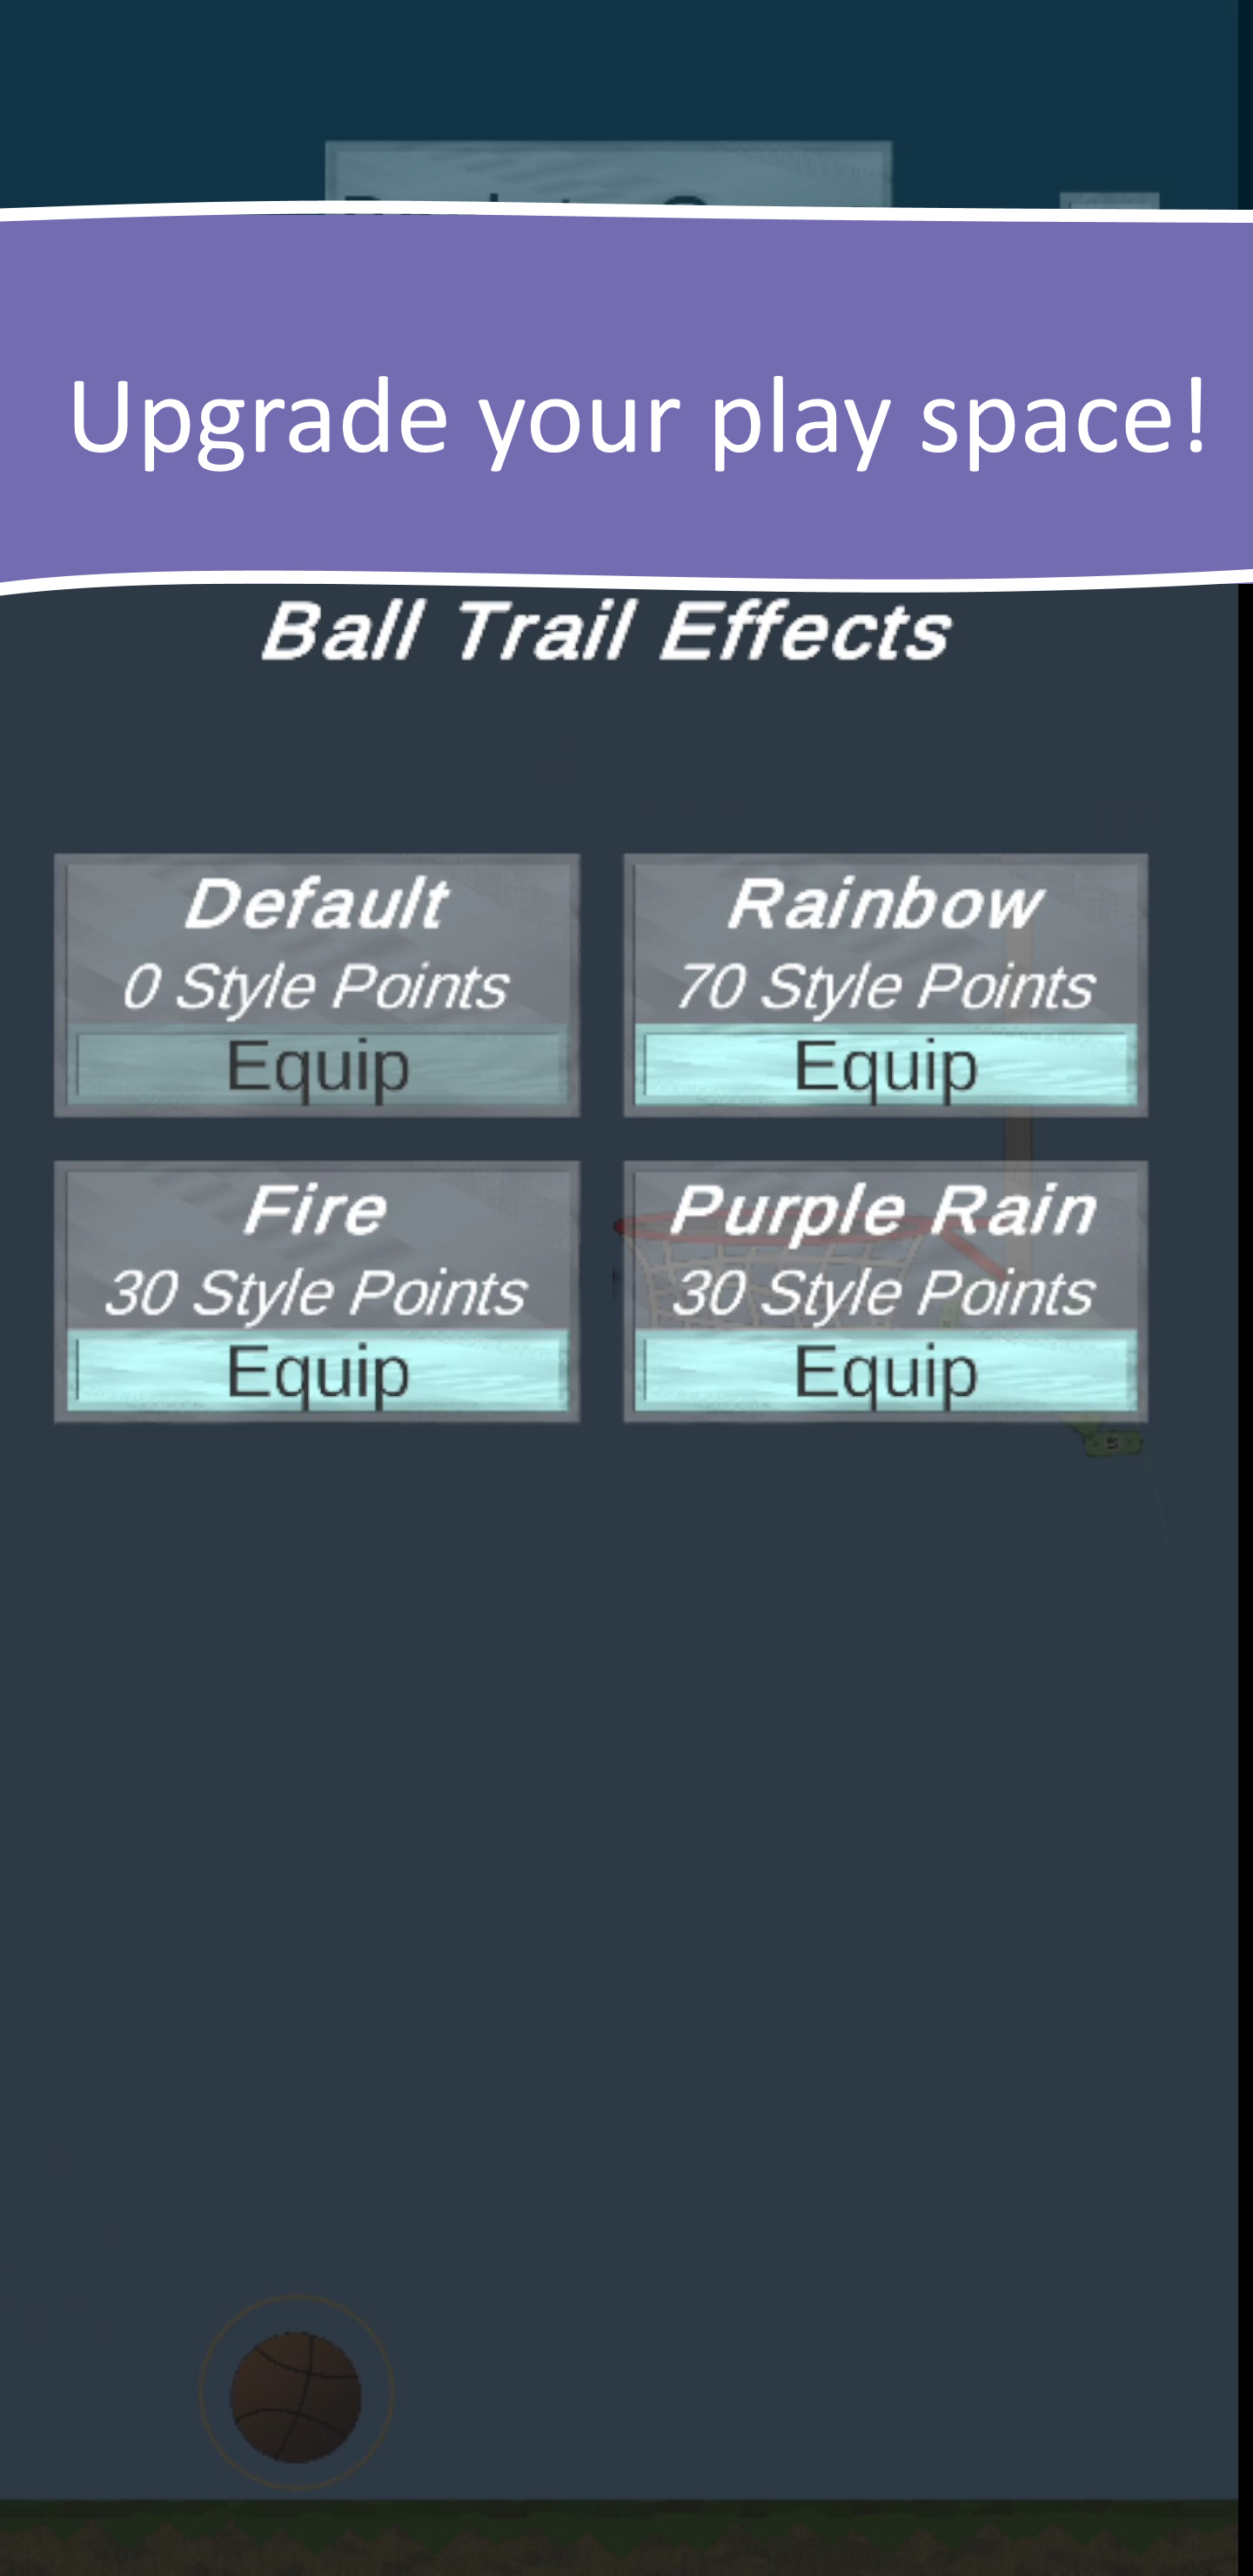 Upgrade your play space!
Ball Trail Effects
Default
0 Style Points
Equip
Rainbow
70 Style Points
Equip
Fire
30 Style Points
Equip
Purple Rain
30 Style Points
Equip